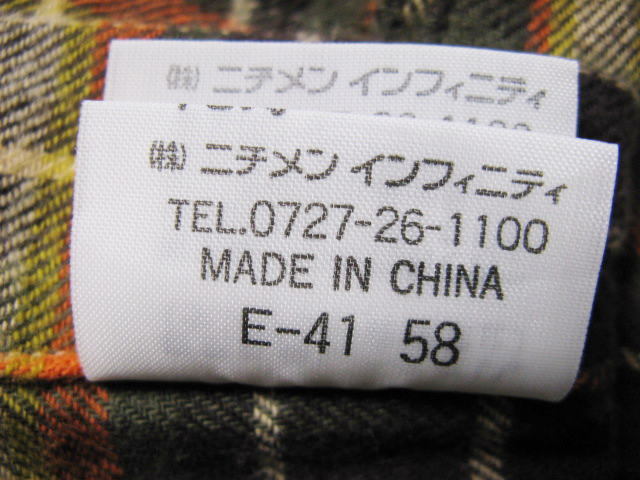 ㈱ ニチメン インフィニティ
㈱ ニチメン インフィニティ
TEL.0727-26-1100
MADE IN CHINA
E-41 58